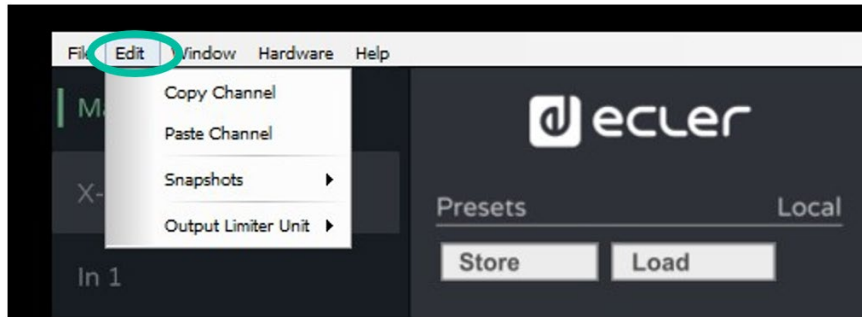 File Edit Window Hardware Help
Copy Channel
Paste Channel
Snapshots
Output Limiter Unit
X-
In 1
ecler
Presets Local
Store Load